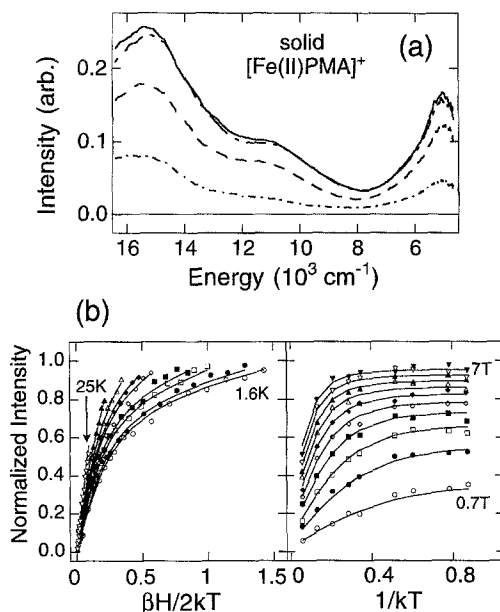 (a)
solid
[Fe(II)PMA]⁺
Intensity (arb.)
0.2
0.1
0.0
16 14 12 10 8 6
Energy (10³ cm⁻¹)
(b)
Normalized Intensity
1.0
0.8
0.6
0.4
0.2
0.0
25K
1.6K
0 0.5 1.0 1.5
βH/2kT
7T
0.7T
0 0.4 0.8
1/kT